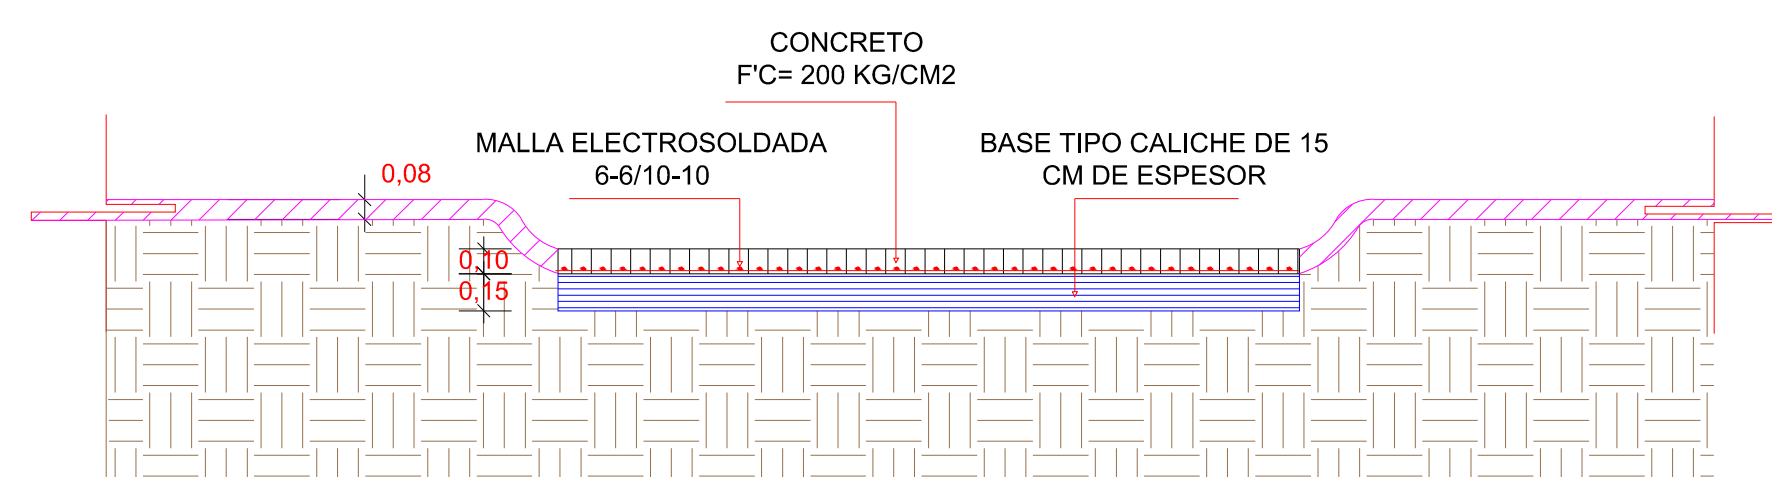 CONCRETO
F'C= 200 KG/CM2
MALLA ELECTROSOLDADA
6-6/10-10
BASE TIPO CALICHE DE 15
CM DE ESPESOR
0,08
0,10
0,15